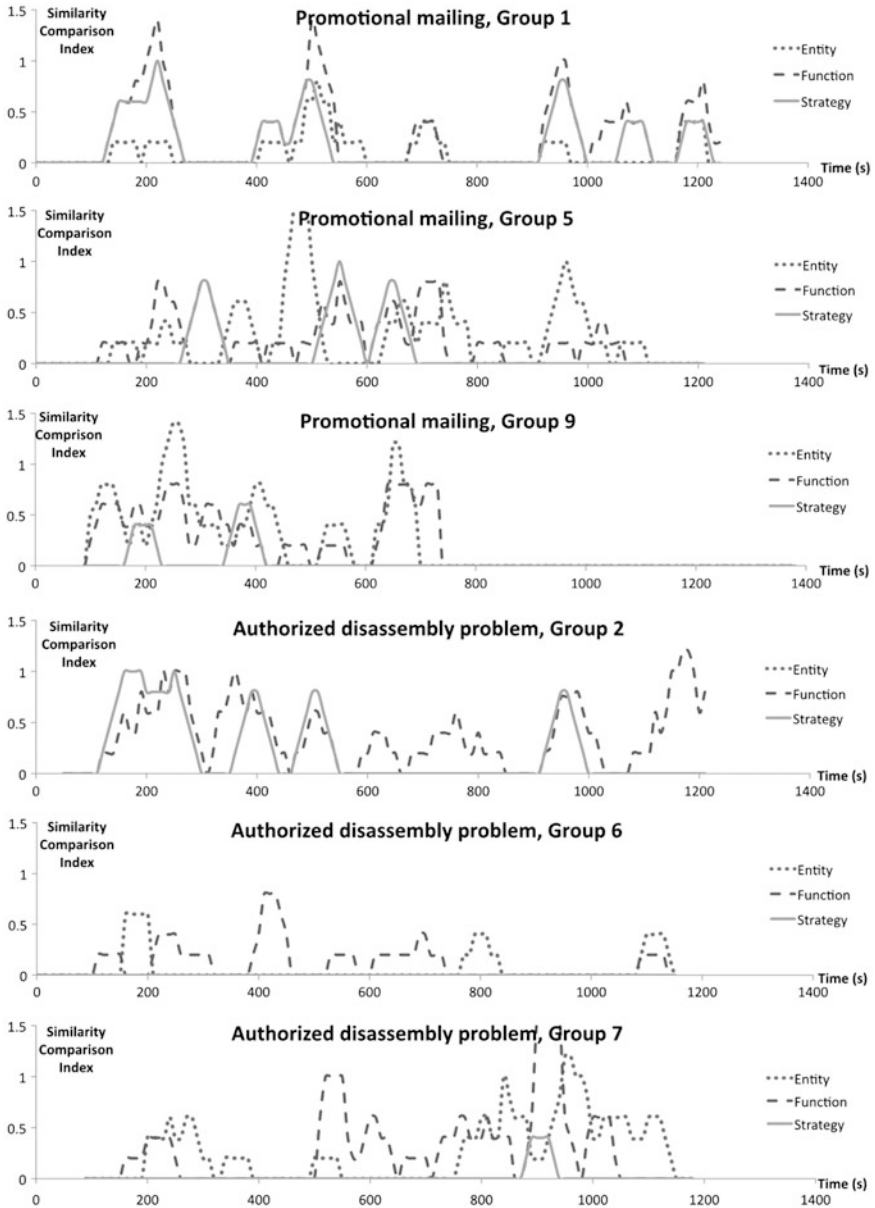 Promotional mailing, Group 1
Similarity
Comparison
Index
1.5
1
0.5
0
Entity
Function
Strategy
Time (s)
0 200 400 600 800 1000 1200 1400
Promotional mailing, Group 5
Similarity
Comparison
Index
1.5
1
0.5
0
Entity
Function
Strategy
Time (s)
0 200 400 600 800 1000 1200 1400
Promotional mailing, Group 9
Similarity
Comprison
Index
1.5
1
0.5
0
Entity
Function
Strategy
Time (s)
0 200 400 600 800 1000 1200 1400
Authorized disassembly problem, Group 2
Similarity
Comparison
Index
1.5
1
0.5
0
Entity
Function
Strategy
Time (s)
0 200 400 600 800 1000 1200 1400
Authorized disassembly problem, Group 6
Similarity
Comparison
Index
1.5
1
0.5
0
Entity
Function
Strategy
Time (s)
0 200 400 600 800 1000 1200 1400
Authorized disassembly problem, Group 7
Similarity
Comparison
Index
1.5
1
0.5
0
Entity
Function
Strategy
Time (s)
0 200 400 600 800 1000 1200 1400